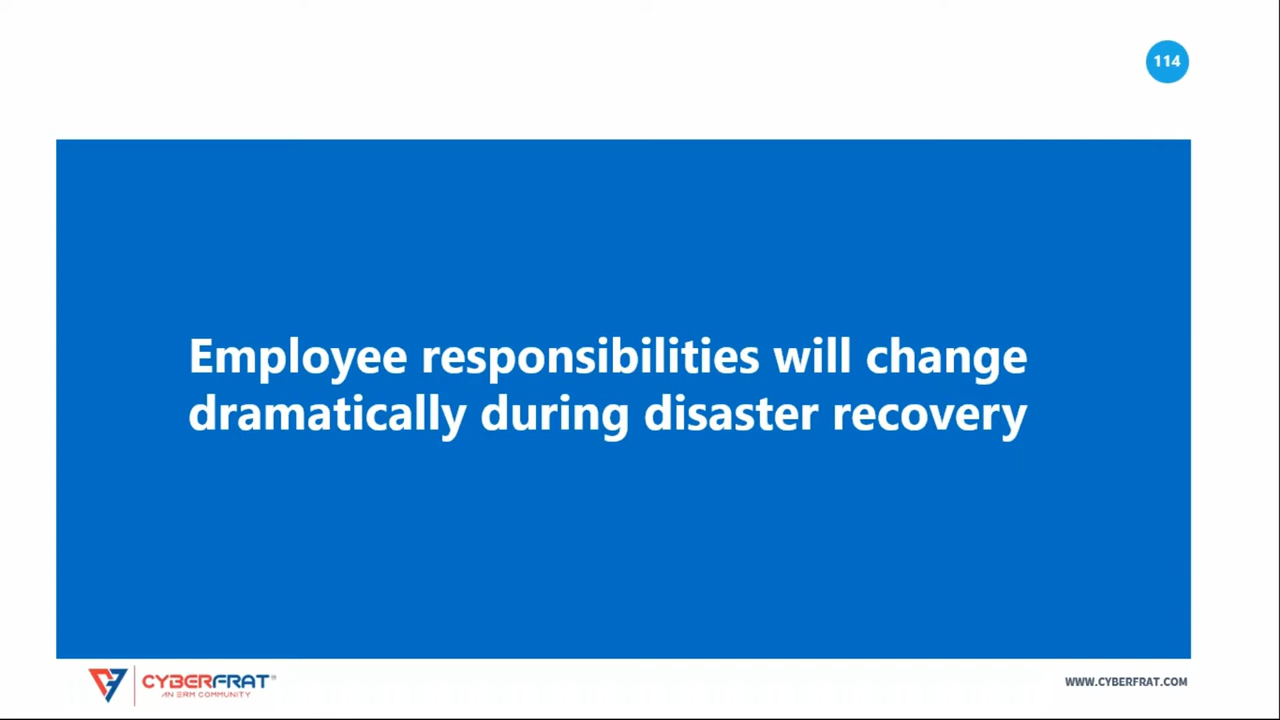 114
Employee responsibilities will change
dramatically during disaster recovery
CYBERFRAT®
AN ERM COMMUNITY
WWW.CYBERFRAT.COM